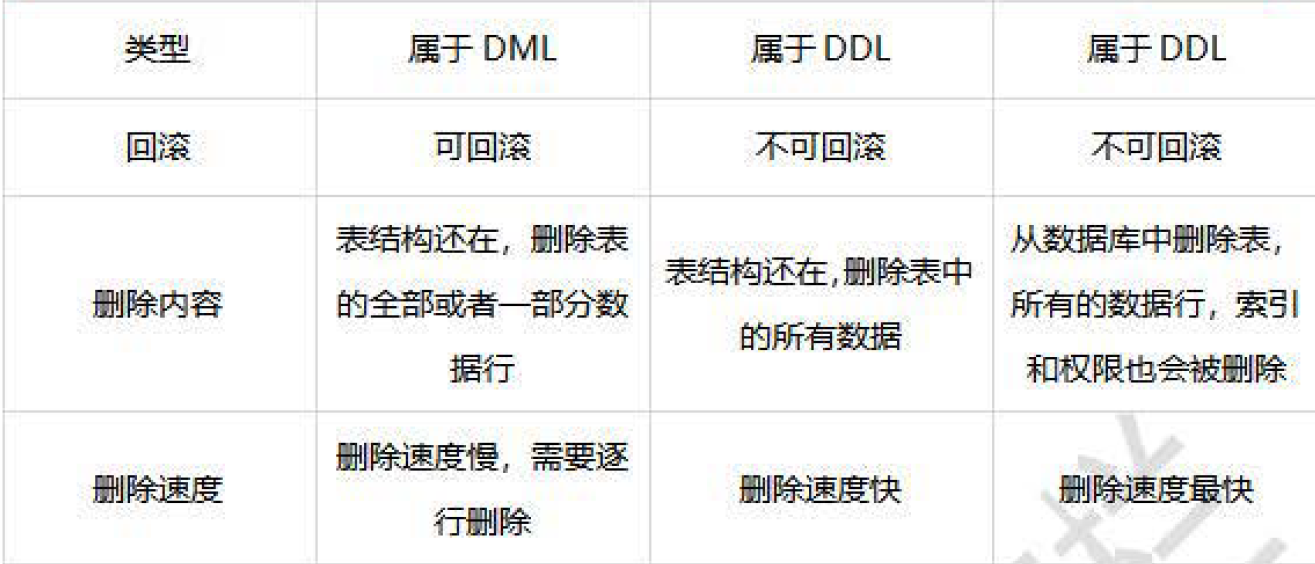 类型 属于 DML 属于 DDL 属于 DDL
回滚 可回滚 不可回滚 不可回滚
删除内容
表结构还在，删除表
的全部或者一部分数
据行
表结构还在，删除表中
的所有数据
从数据库中删除表，
所有的数据行，索引
和权限也会被删除
删除速度
删除速度慢，需要逐
行删除
删除速度快
删除速度最快